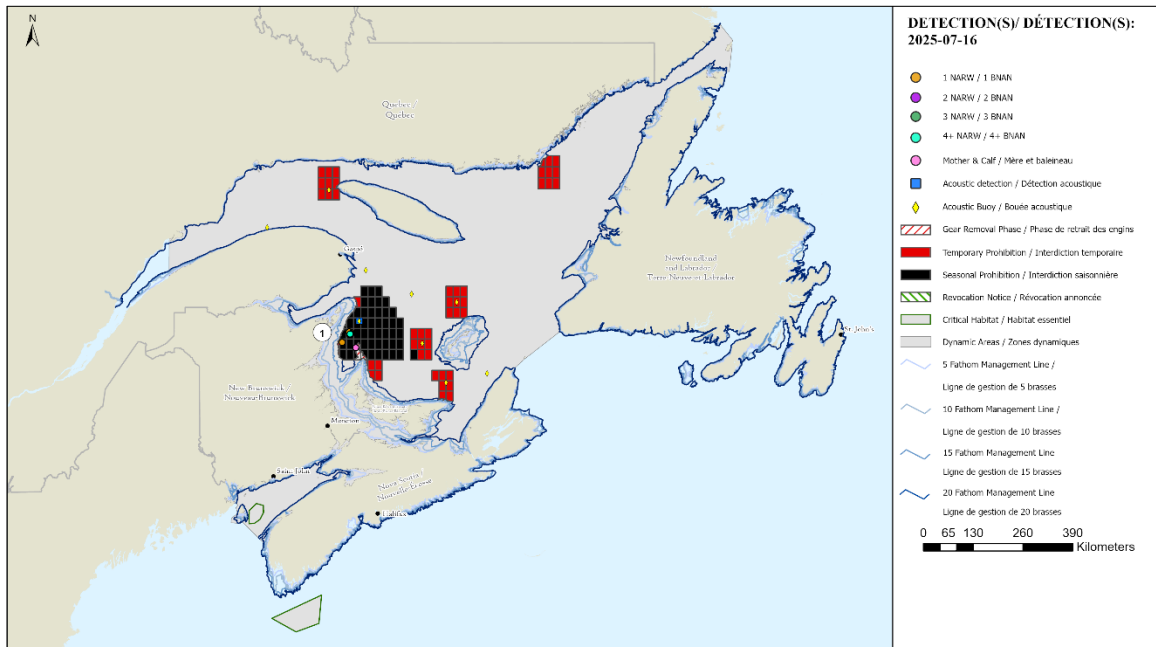 N
DETECTION(S)/ DÉTECTION(S):
2025-07-16
1 NARW / 1 BNAN
2 NARW / 2 BNAN
3 NARW / 3 BNAN
4+ NARW / 4+ BNAN
Mother & Calf / Mère et baleineau
Acoustic detection / Détection acoustique
Acoustic Buoy / Bouée acoustique
Gear Removal Phase / Phase de retrait des engins
Temporary Prohibition / Interdiction temporaire
Seasonal Prohibition / Interdiction saisonnière
Revocation Notice / Révocation annoncée
Critical Habitat / Habitat essentiel
Dynamic Areas / Zones dynamiques
5 Fathom Management Line /
Ligne de gestion de 5 brasses
10 Fathom Management Line /
Ligne de gestion de 10 brasses
15 Fathom Management Line
Ligne de gestion de 15 brasses
20 Fathom Management Line
Ligne de gestion de 20 brasses
0 65 130 260 390
Kilometers
Quebec /
Québec
Gaspé
Newfoundland
and Labrador
Terre-Neuve-et-Labrador
St. John's
1
New Brunswick /
Nouveau-Brunswick
Moncton
Saint John
Nova Scotia /
Nouvelle-Écosse
Halifax